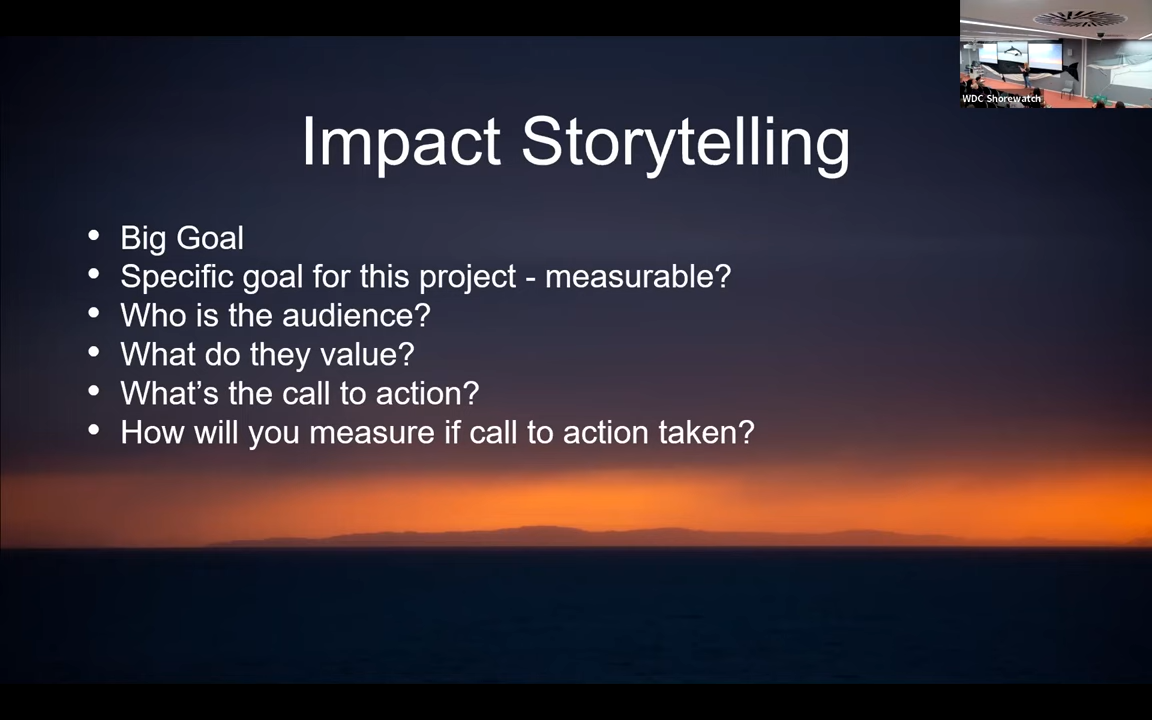 WDC Shorewatch
Impact Storytelling
• Big Goal
• Specific goal for this project - measurable?
• Who is the audience?
• What do they value?
• What’s the call to action?
• How will you measure if call to action taken?